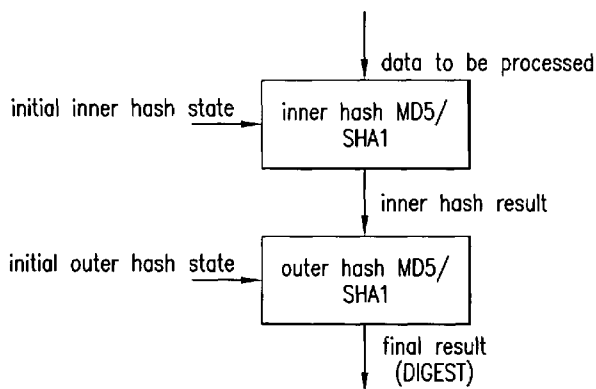 data to be processed
initial inner hash state
inner hash MD5/
SHA1
inner hash result
initial outer hash state
outer hash MD5/
SHA1
final result
(DIGEST)